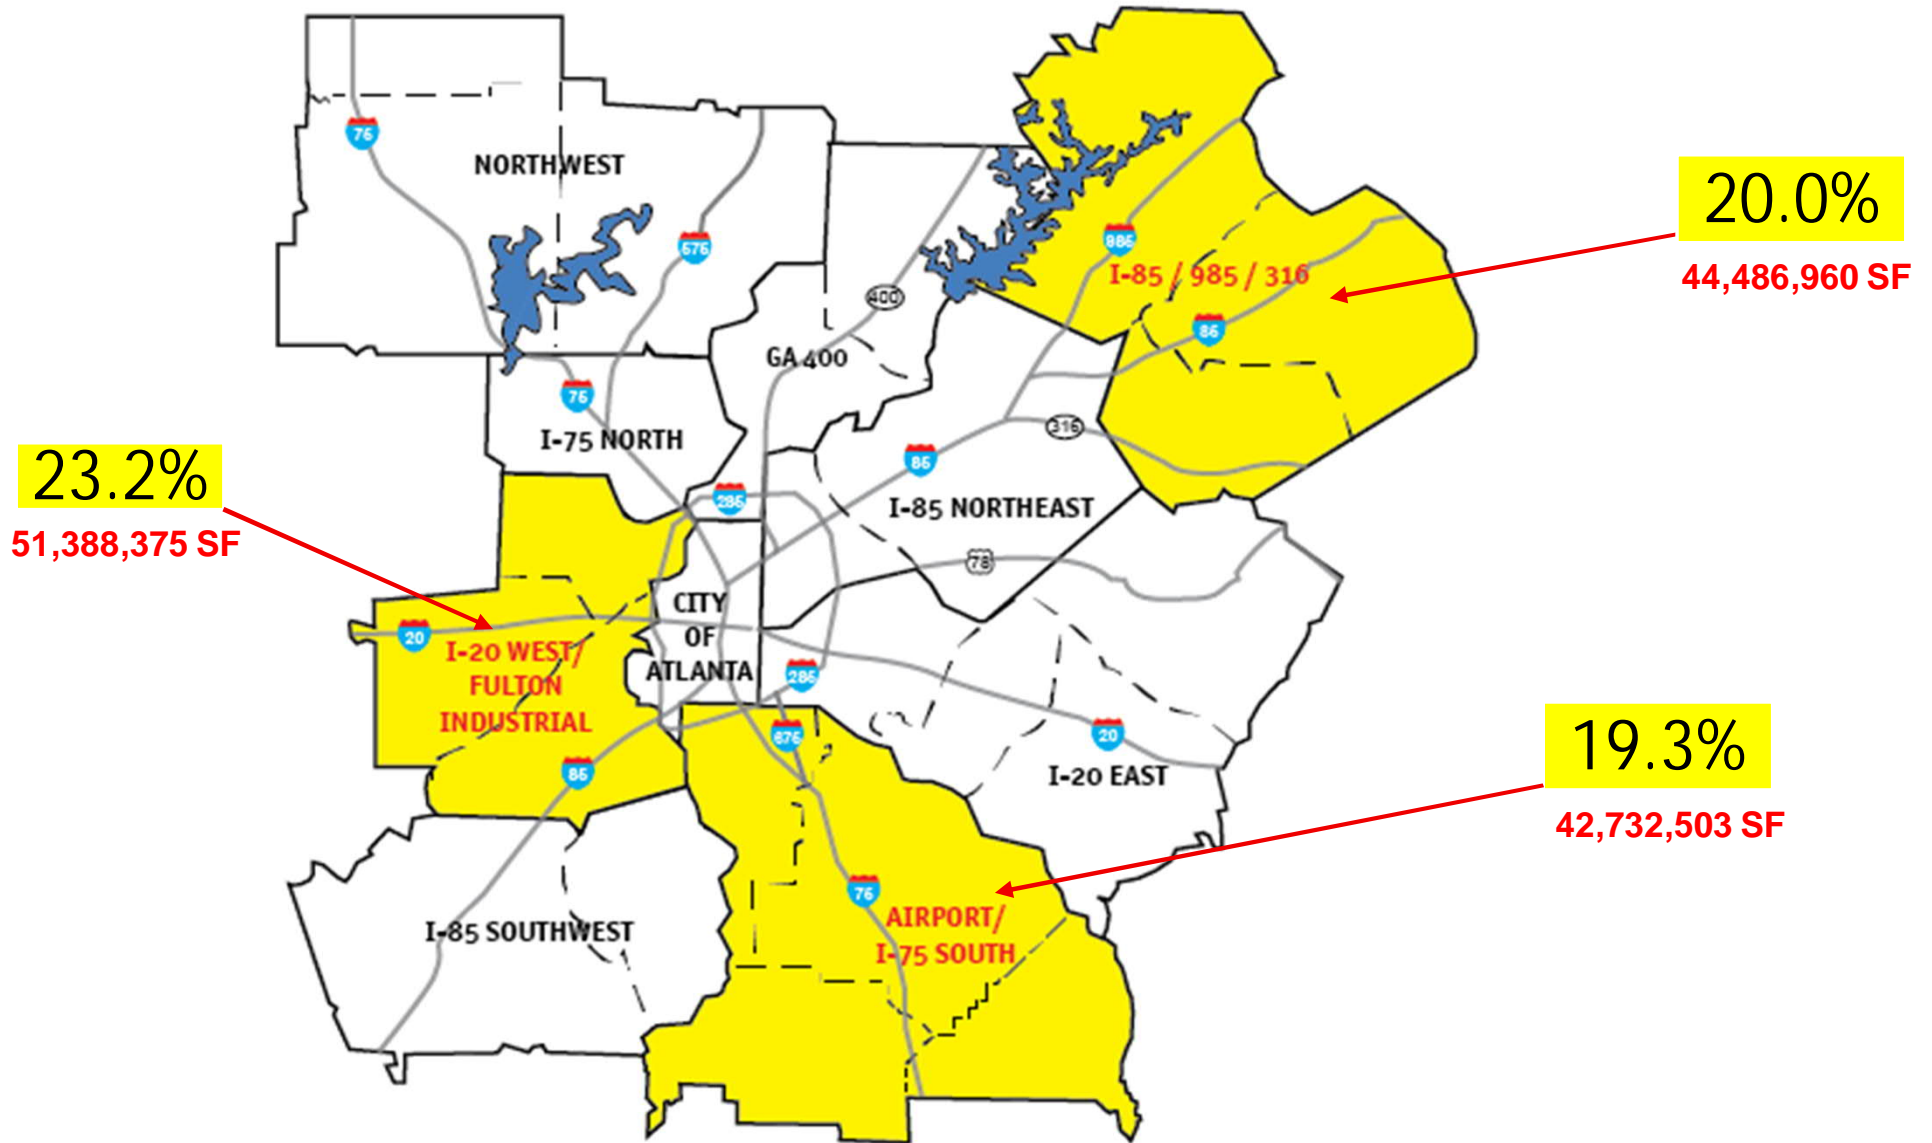 75
NORTHWEST
575
985
I-85 / 985 / 316
20.0%
44,486,960 SF
400
GA 400
85
75
I-75 NORTH
316
85
23.2%
51,388,375 SF
285
I-85 NORTHEAST
78
CITY
OF
ATLANTA
20
I-20 WEST/
FULTON
INDUSTRIAL
285
675
20
I-20 EAST
19.3%
42,732,503 SF
85
75
AIRPORT/
I-75 SOUTH
I-85 SOUTHWEST